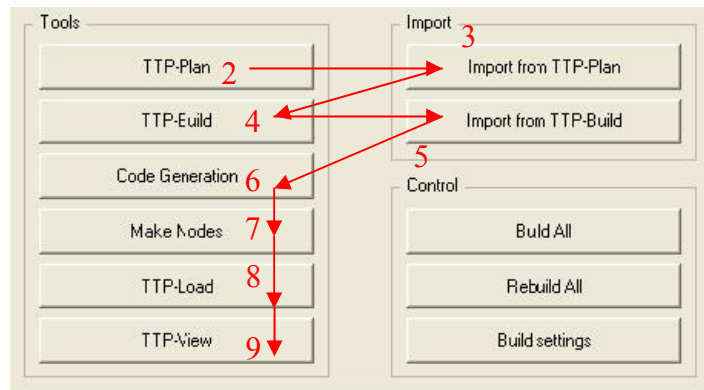 Tools
TTP-Plan
2
TTP-Euild
4
Code Generation
6
Make Nodes
7
TTP-Load
8
TTP-View
9
Import
3
Import from TTP-Plan
Import from TTP-Build
5
Control
Build All
Rebuild All
Build settings